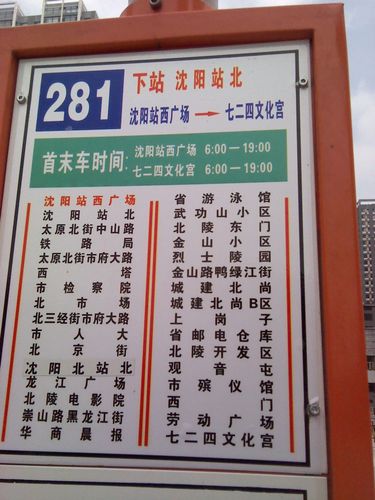 281
下站 沈阳站北
沈阳站西广场 → 七二四文化宫
首末车时间: 沈阳站西广场 6:00—19:00
七二四文化宫 6:00—19:00
沈阳站西广场
沈阳站北
太原北街中山路
铁路局
太原北街市府大路
西塔
市检察院
北市场
北三经街市府大路
市人大
北京街
沈阳北站北
龙江广场
北陵电影院
崇山路黑龙江街
华商晨报
省游泳馆
武功山小区
北陵东门
金山小区
烈士陵园
金山路鸭绿江街
城建北尚
城建北尚B区
上岗子
省邮电仓库
北陵开发区
观音屯
市殡仪馆
西门
劳动广场
七二四文化宫